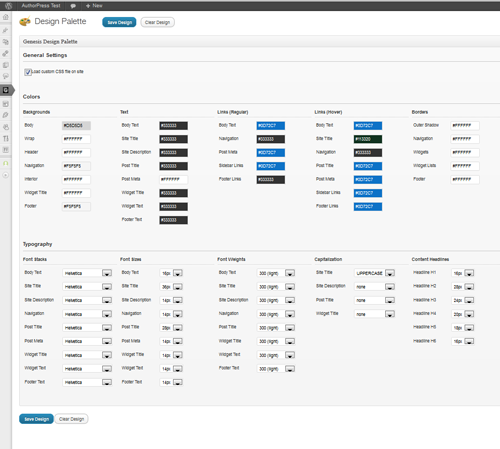 AuthorPress Test + New
Design Palette Save Design Clear Design
Genesis Design Palette
General Settings
Load custom CSS file on site
Colors
Backgrounds Text Links (Regular) Links (Hover) Borders
Body #D5D5D5 Body Text #333333 Body Text #0D72C7 Body Text #0D72C7 Outer Shadow #FFFFFF
Wrap #FFFFFF Site Title #333333 Navigation #333333 Site Title Navigation #FFFFFF
Header #FFFFFF Site Description #333333 Post Title #0D72C7 Navigation #333333 Widgets #FFFFFF
Navigation #F5F5F5 Post Title #333333 Post Meta #0D72C7 Post Title #0D72C7 Widget Lists #FFFFFF
Interior #FFFFFF Post Meta #FFFFFF Sidebar Links #0D72C7 Post Meta #0D72C7 Footer #FFFFFF
Widget Title #FFFFFF Widget Title #333333 Footer Links #333333 Sidebar Links #0D72C7
Footer #F5F5F5 Widget Text #333333 Footer Links #0D72C7
Footer Text #333333
Typography
Font Stacks Font Sizes Font Weights Capitalization Content Headlines
Body Text Helvetica Body Text 16px Body Text 300 (light) Site Title UPPERCASE Headline H1
Site Title Helvetica Site Title 36px Site Title 300 (light) Site Description none Headline H2
Site Description Helvetica Site Description 14px Site Description 300 (light) Post Title none Headline H3 24px
Navigation Helvetica Navigation 14px Navigation 300 (light) Widget Title none Headline H4 20px
Post Title Helvetica Post Title Post Title 300 (light) Headline H5 18px
Post Meta Helvetica Post Meta 14px Widget Title 300 (light) Headline H6 16px
Widget Title Helvetica Widget Title 14px Widget Text 300 (light)
Widget Text Helvetica Widget Text 14px Footer Text 300 (light)
Footer Text Helvetica Footer Text 14px
Save Design Clear Design